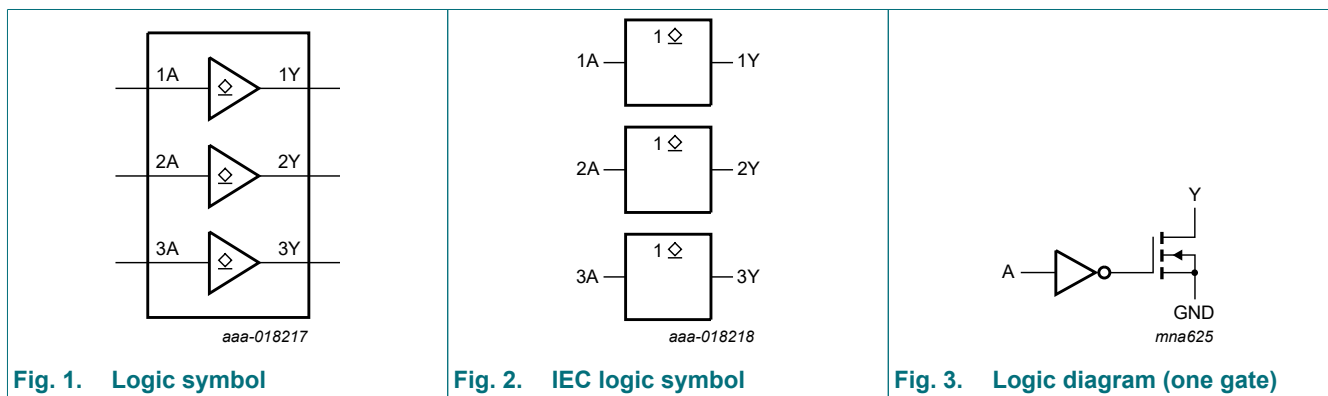 1A 1Y
2A 2Y
3A 3Y
aaa-018217
Fig. 1. Logic symbol
1
1A 1Y
1
2A 2Y
1
3A 3Y
aaa-018218
Fig. 2. IEC logic symbol
Y
A
GND
mna625
Fig. 3. Logic diagram (one gate)